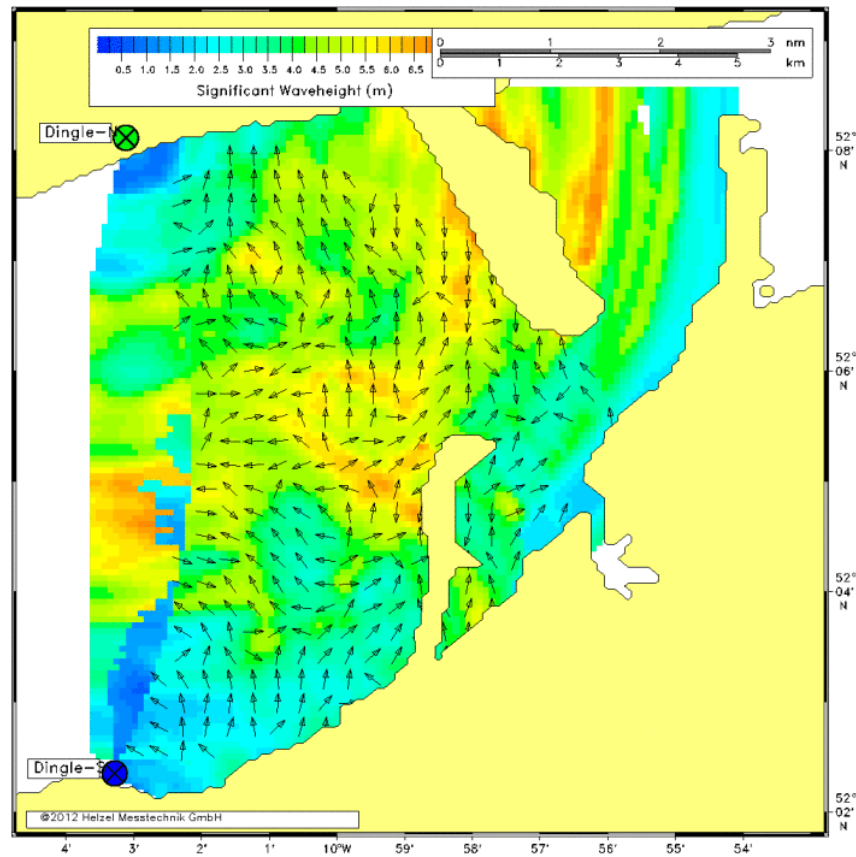 0.5 1.0 1.5 2.0 2.5 3.0 3.5 4.0 4.5 5.0 5.5 6.0 6.5
Significant Waveheight (m)
0 1 2 3 nm
0 1 2 3 4 5 km
Dingle-N
52°
08'
N
52°
06'
N
52°
04'
N
Dingle-S
52°
02'
N
©2012 Helzel Messtechnik GmbH
4' 3' 2' 1' 10°W 59' 58' 57' 56' 55' 54'